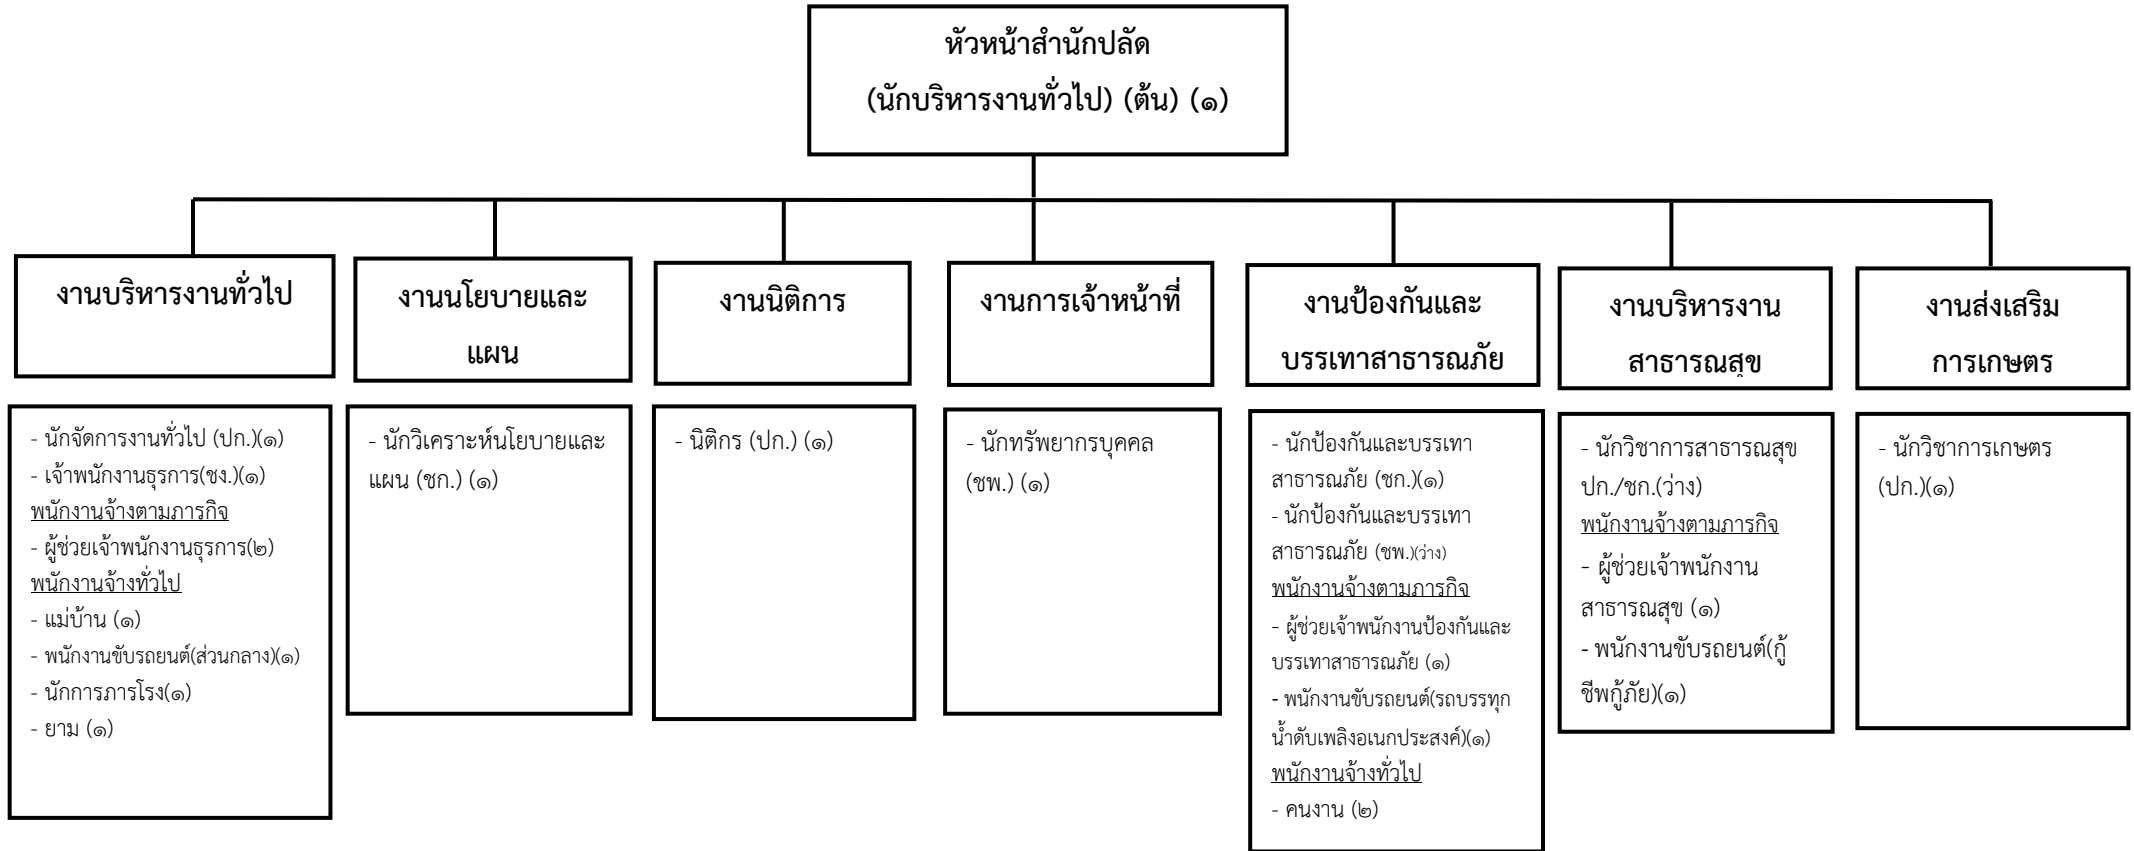 หัวหน้าสำนักปลัด
(นักบริหารงานทั่วไป) (ต้น) (๑)
งานบริหารงานทั่วไป
- นักจัดการงานทั่วไป (ปก.)(๑)
- เจ้าพนักงานธุรการ(ชง.)(๑)
พนักงานจ้างตามภารกิจ
- ผู้ช่วยเจ้าพนักงานธุรการ(๒)
พนักงานจ้างทั่วไป
- แม่บ้าน (๑)
- พนักงานขับรถยนต์(ส่วนกลาง)(๑)
- นักการภารโรง(๑)
- ยาม (๑)
งานนโยบายและ
แผน
- นักวิเคราะห์นโยบายและ
แผน (ชก.) (๑)
งานนิติการ
- นิติกร (ปก.) (๑)
งานการเจ้าหน้าที่
- นักทรัพยากรบุคคล
(ชพ.) (๑)
งานป้องกันและ
บรรเทาสาธารณภัย
- นักป้องกันและบรรเทา
สาธารณภัย (ชก.)(๑)
- นักป้องกันและบรรเทา
สาธารณภัย (ชพ.)(ว่าง)
พนักงานจ้างตามภารกิจ
- ผู้ช่วยเจ้าพนักงานป้องกันและ
บรรเทาสาธารณภัย (๑)
- พนักงานขับรถยนต์(รถบรรทุก
น้ำดับเพลิงอเนกประสงค์)(๑)
พนักงานจ้างทั่วไป
- คนงาน (๒)
งานบริหารงาน
สาธารณสุข
- นักวิชาการสาธารณสุข
ปก./ชก.(ว่าง)
พนักงานจ้างตามภารกิจ
- ผู้ช่วยเจ้าพนักงาน
สาธารณสุข (๑)
- พนักงานขับรถยนต์(กู้
ชีพกู้ภัย)(๑)
งานส่งเสริม
การเกษตร
- นักวิชาการเกษตร
(ปก.)(๑)